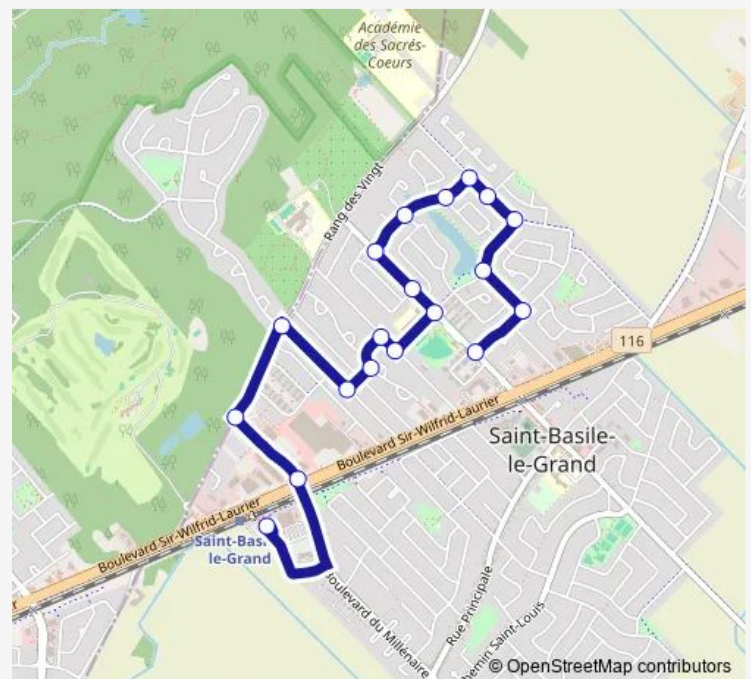 Académie
des Sacrés-
Coeurs
Rang des Vingt
116
Boulevard Sir-Wilfrid-Laurier
Saint-Basile-
le-Grand
Boulevard Sir-Wilfrid-Laurier
le-Grand
Boulevard du Millénaire
Rue Principale
Chemin Saint-Louis
© OpenStreetMap contributors